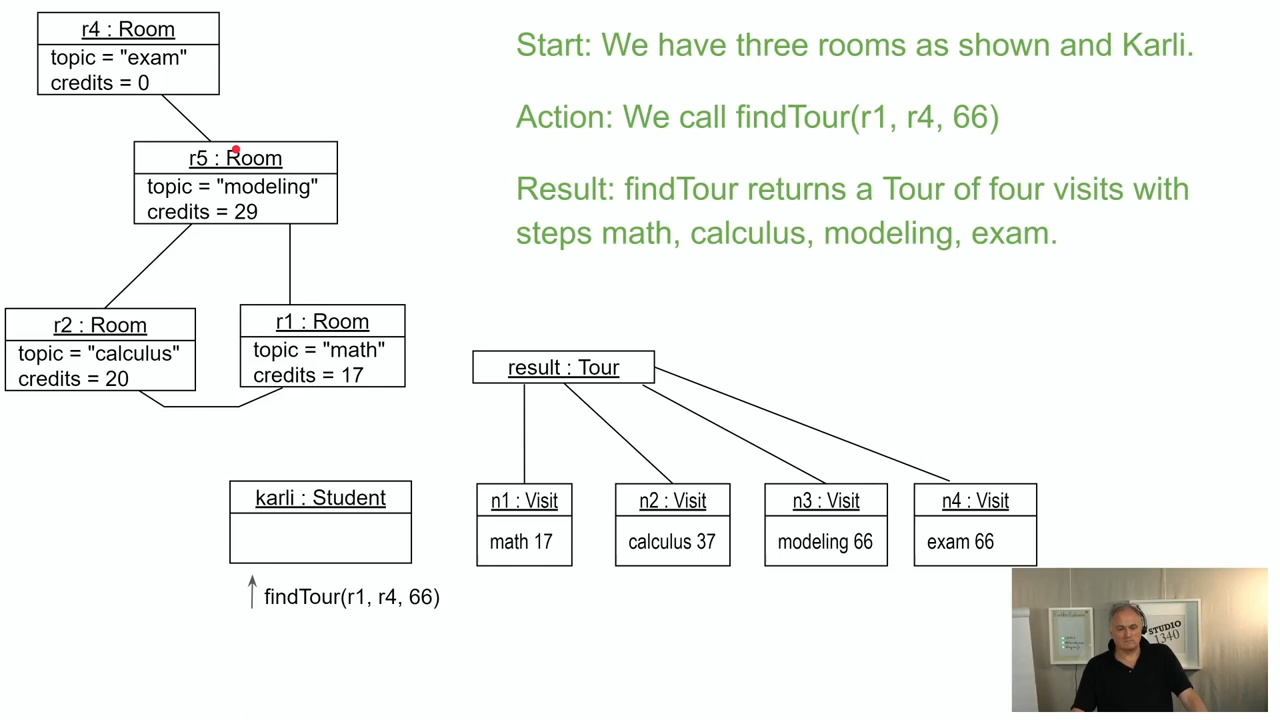 r4 : Room
topic = "exam"
credits = 0
r5 : Room
topic = "modeling"
credits = 29
r2 : Room
topic = "calculus"
credits = 20
r1 : Room
topic = "math"
credits = 17
Start: We have three rooms as shown and Karli.
Action: We call findTour(r1, r4, 66)
Result: findTour returns a Tour of four visits with
steps math, calculus, modeling, exam.
result : Tour
karli : Student
findTour(r1, r4, 66)
n1 : Visit
math 17
n2 : Visit
calculus 37
n3 : Visit
modeling 66
n4 : Visit
exam 66
STUDIO
1340